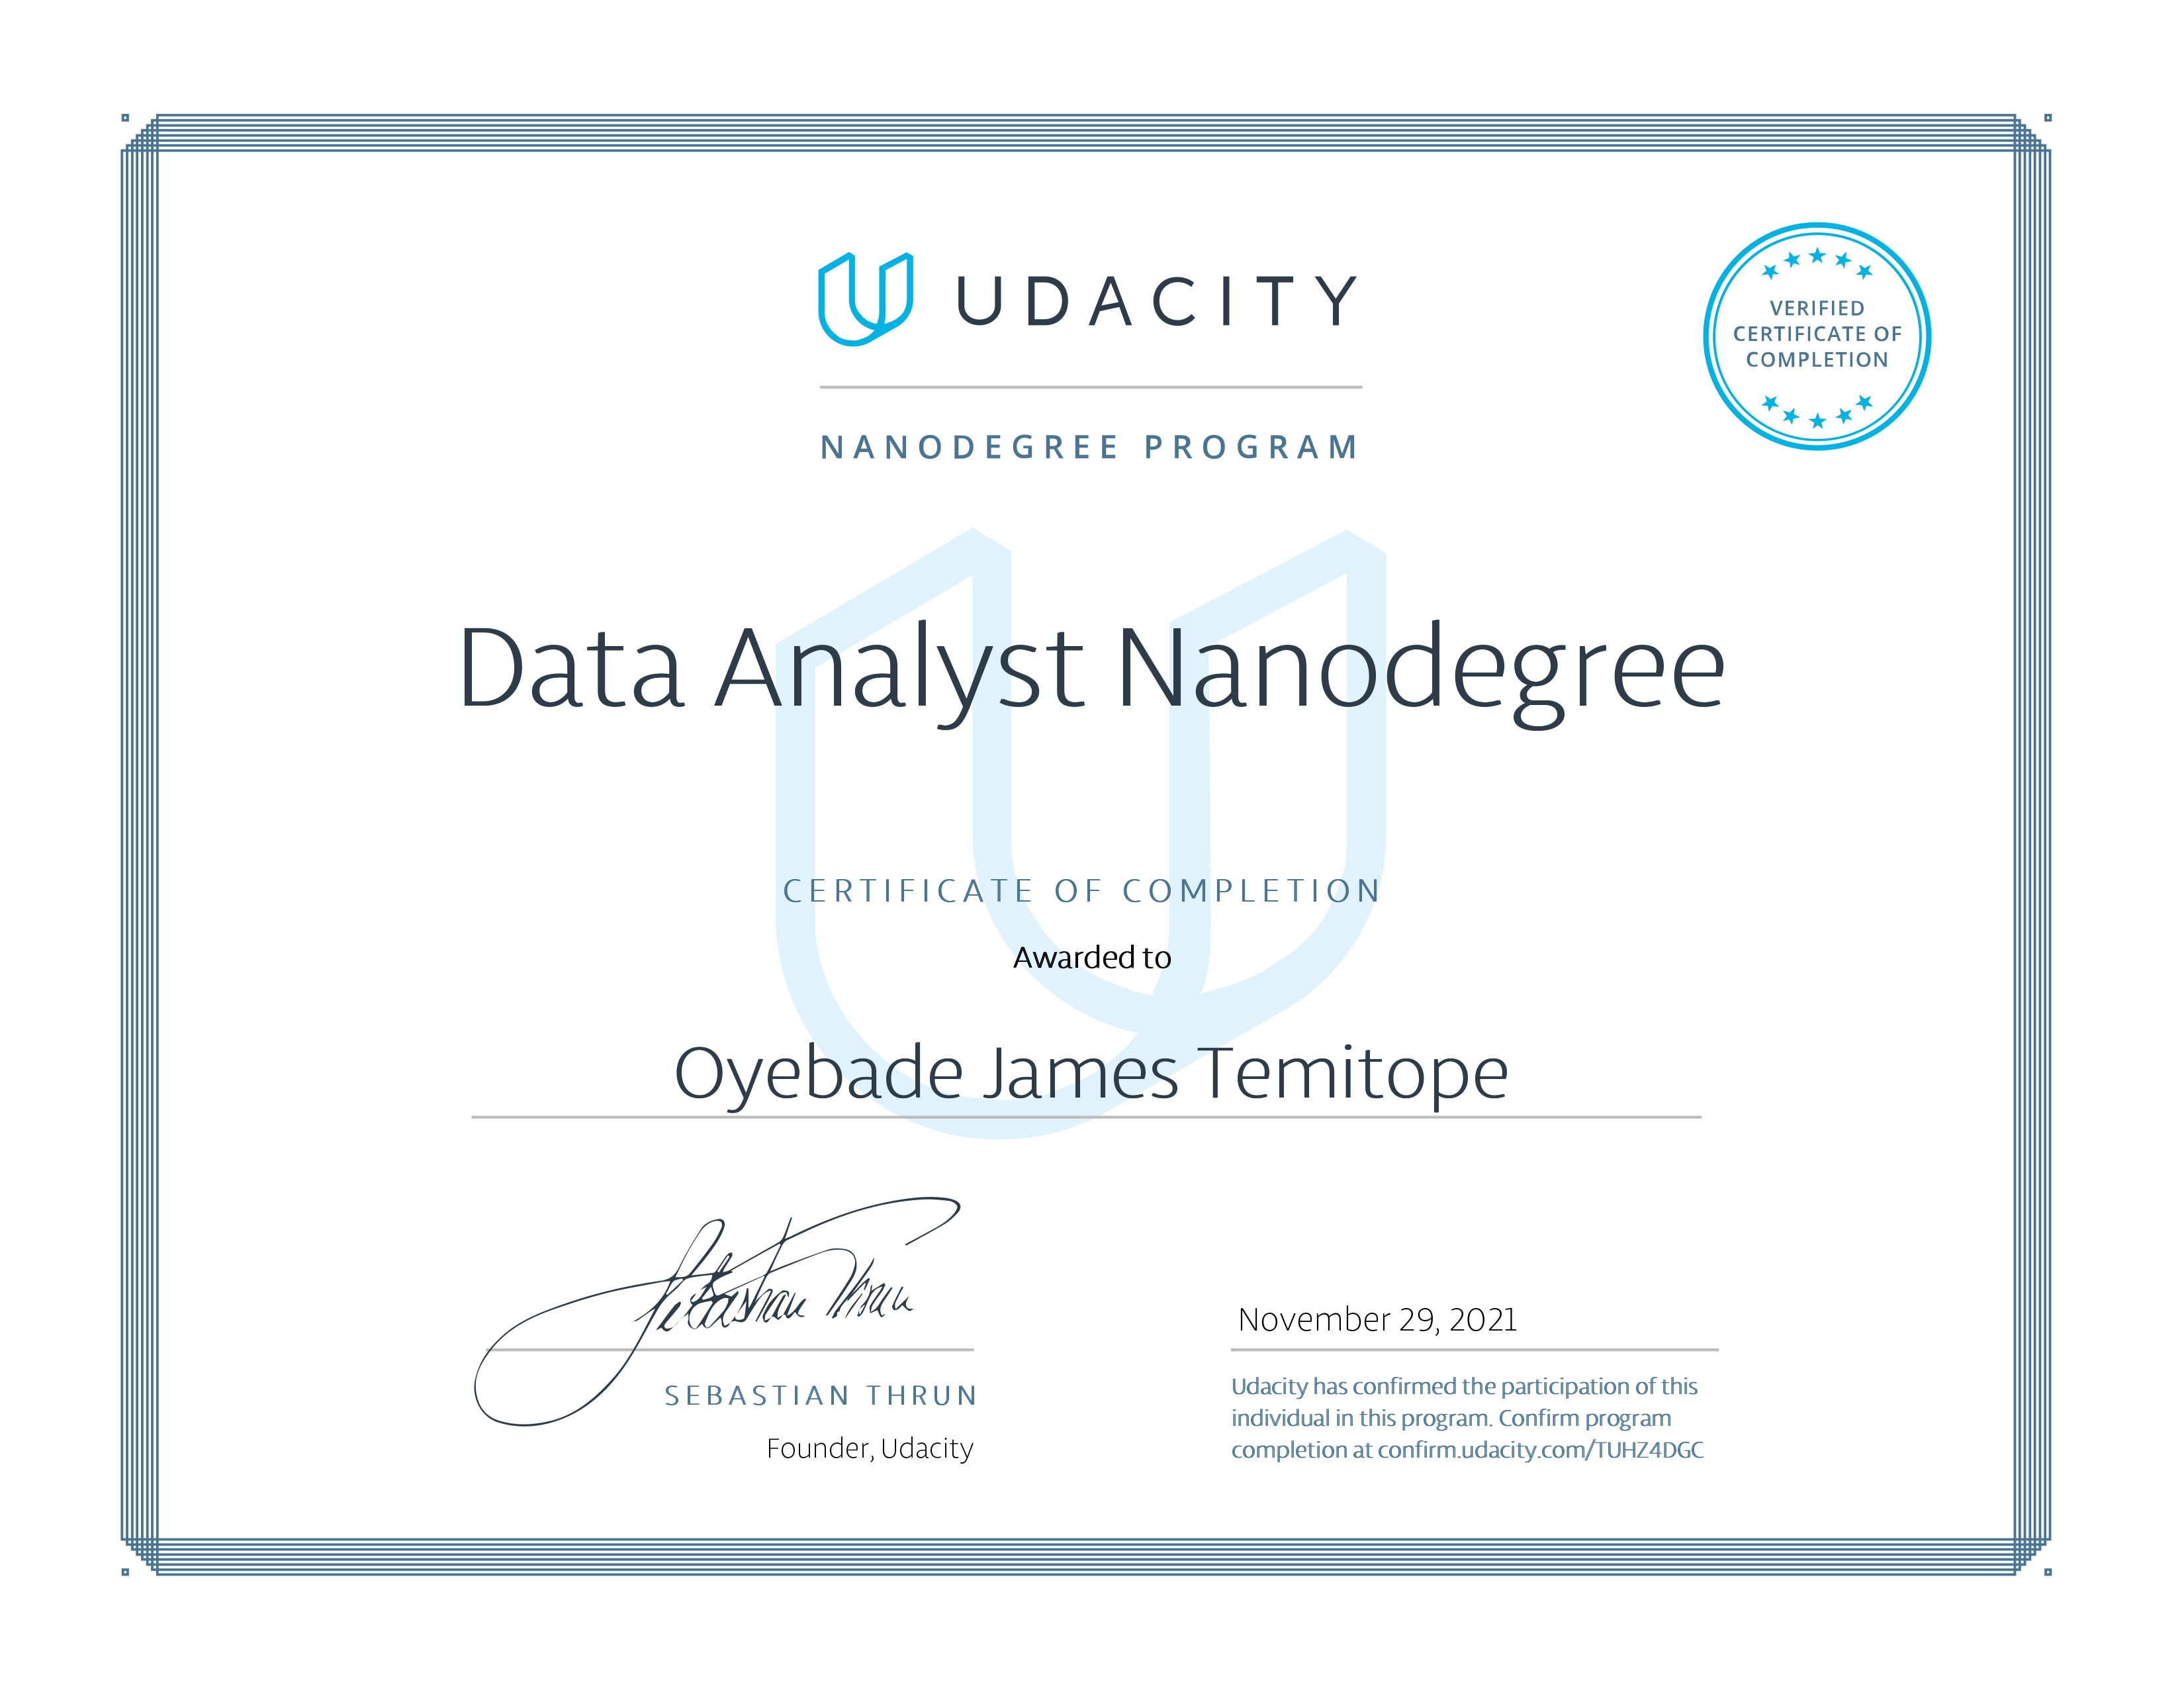 UDACITY
VERIFIED
CERTIFICATE OF
COMPLETION
NANODEGREE PROGRAM
Data Analyst Nanodegree
CERTIFICATE OF COMPLETION
Awarded to
Oyebade James Temitope
Sebastian Thrun
SEBASTIAN THRUN
Founder, Udacity
November 29, 2021
Udacity has confirmed the participation of this
individual in this program. Confirm program
completion at confirm.udacity.com/TUHZ4DGC